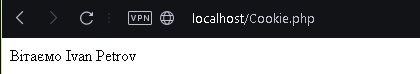 VPN localhost/Cookie.php
Вітаємо Ivan Petrov